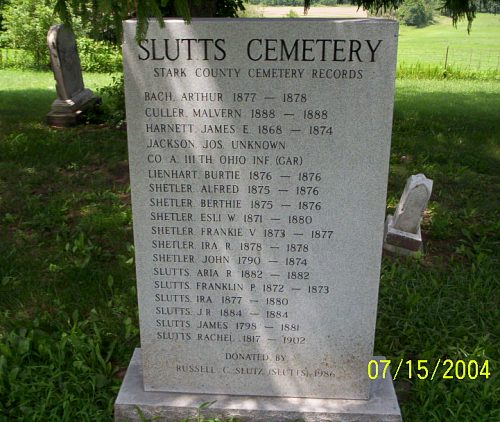 SLUTTS CEMETERY
STARK COUNTY CEMETERY RECORDS
BACH, ARTHUR 1877 — 1878
CULLER, MALVERN 1888 — 1888
HARNETT, JAMES E. 1868 — 1874
JACKSON, JOS. UNKNOWN
CO. A. 111 TH. OHIO INF. (GAR)
LIENHART, BURTIE 1876 — 1876
SHETLER, ALFRED 1875 — 1876
SHETLER, BERTHIE 1875 — 1876
SHETLER, ESLI W. 1871 — 1880
SHETLER, FRANKIE V. 1873 — 1877
SHETLER, IRA R. 1878 — 1878
SHETLER, JOHN 1790 — 1874
SLUTTS, ARIA R. 1882 — 1882
SLUTTS, FRANKLIN P. 1872 — 1873
SLUTTS, IRA 1877 — 1880
SLUTTS, J.R. 1884 — 1884
SLUTTS, JAMES 1798 — 1881
SLUTTS, RACHEL 1817 — 1902
DONATED BY
RUSSELL C. SLUTZ (SLUTTS) 1986
07/15/2004